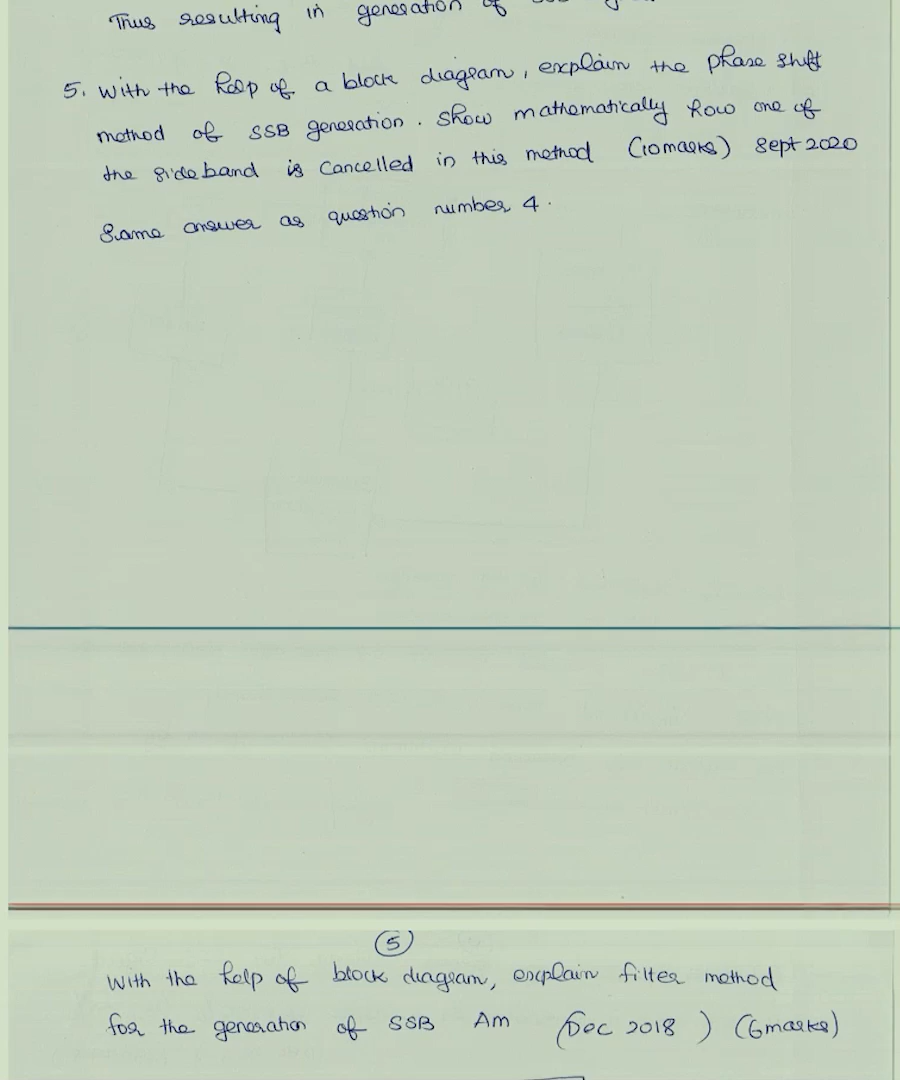 Thus resulting in generation of
5. With the help of a block diagram, explain the phase shift
method of SSB generation. Show mathematically how one of
the sideband is cancelled in this method (10marks) Sept 2020
Same answer as question number 4.
5
With the help of block diagram, explain filter method
for the generation of SSB Am (Dec 2018) (6marks)